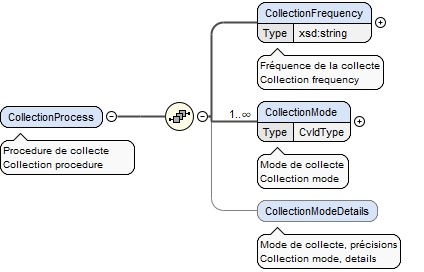 CollectionFrequency
Type xsd:string
Fréquence de la collecte
Collection frequency
CollectionProcess
Procedure de collecte
Collection procedure
1..∞
CollectionMode
Type CvIdType
Mode de collecte
Collection mode
CollectionModeDetails
Mode de collecte, précisions
Collection mode, details